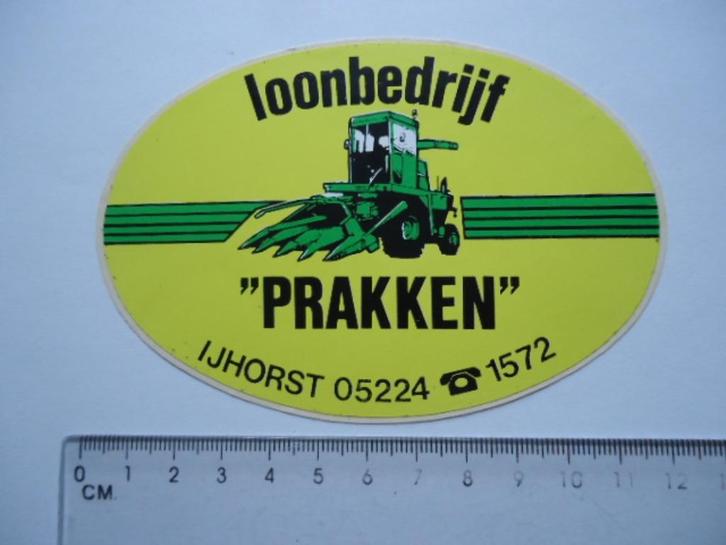 loonbedrijf
"PRAKKEN"
IJHORST 05224 ☎ 1572
0 1 2 3 4 5 6 7 8 9 10 11 12
CM.